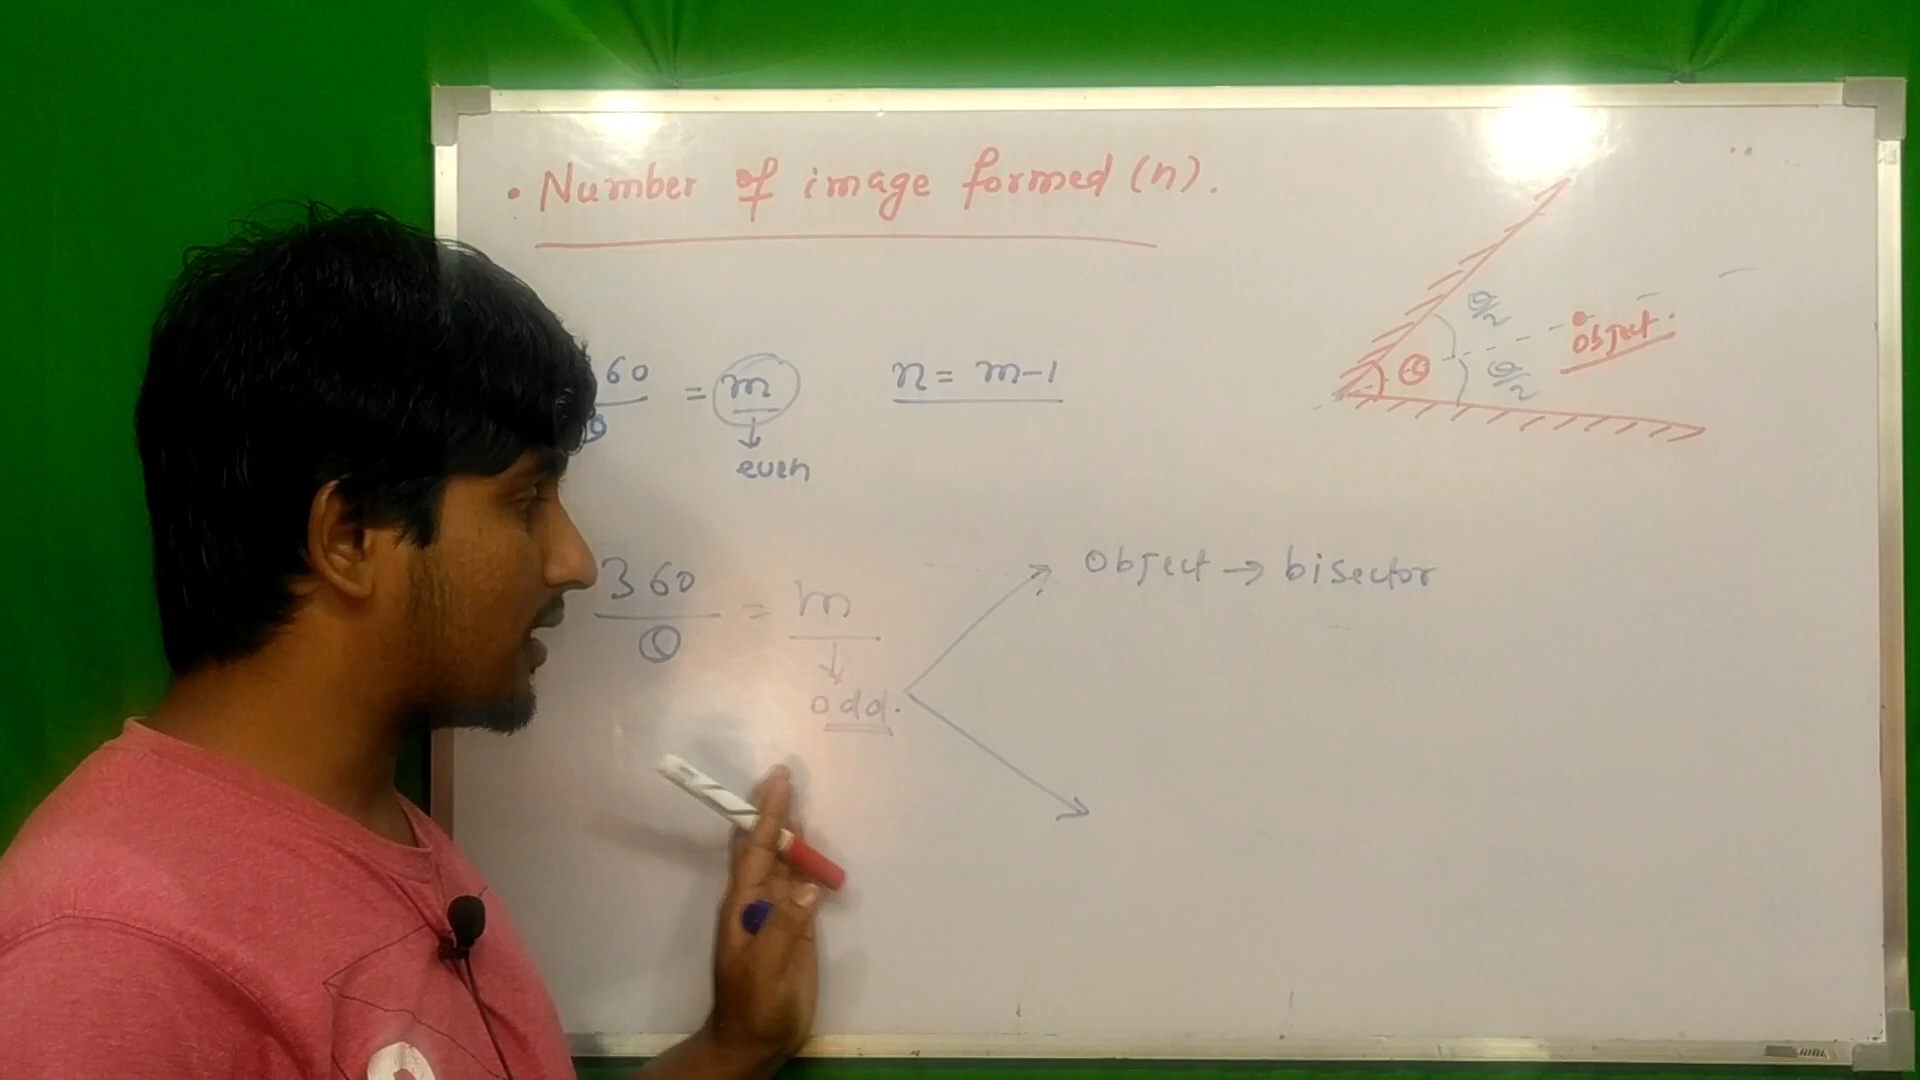 • Number of image formed (n).
60/θ = m n = m-1
↓
even
θ/2
θ
θ/2
object.
360/θ = m
↓
odd.
object → bisector